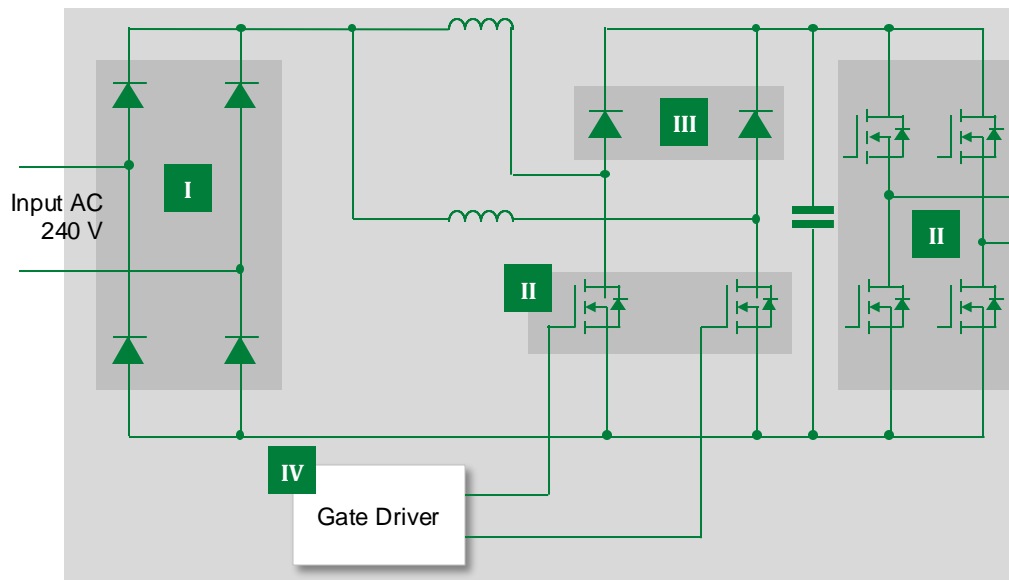 III
I
Input AC
240 V
II
II
IV
Gate Driver